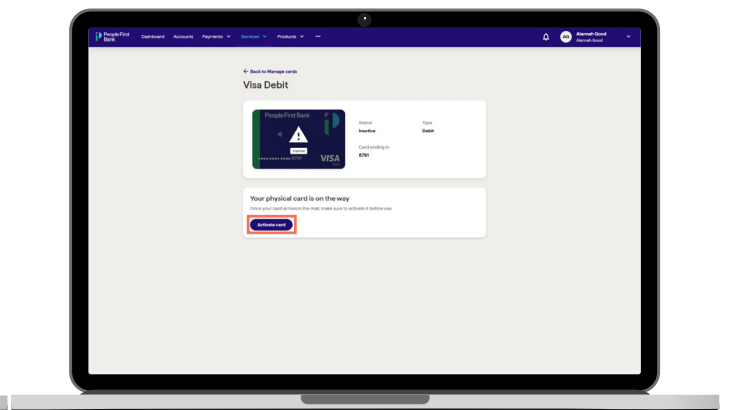 People First Bank
Dashboard Accounts Payments Services Products
AG Alannah Good
Alannah Good
Back to Manage cards
Visa Debit
People First Bank
8791
VISA
Status
Inactive
Type
Debit
Card ending in
8791
Your physical card is on the way
Once your card arrives in the mail, make sure to activate it before use.
Activate card